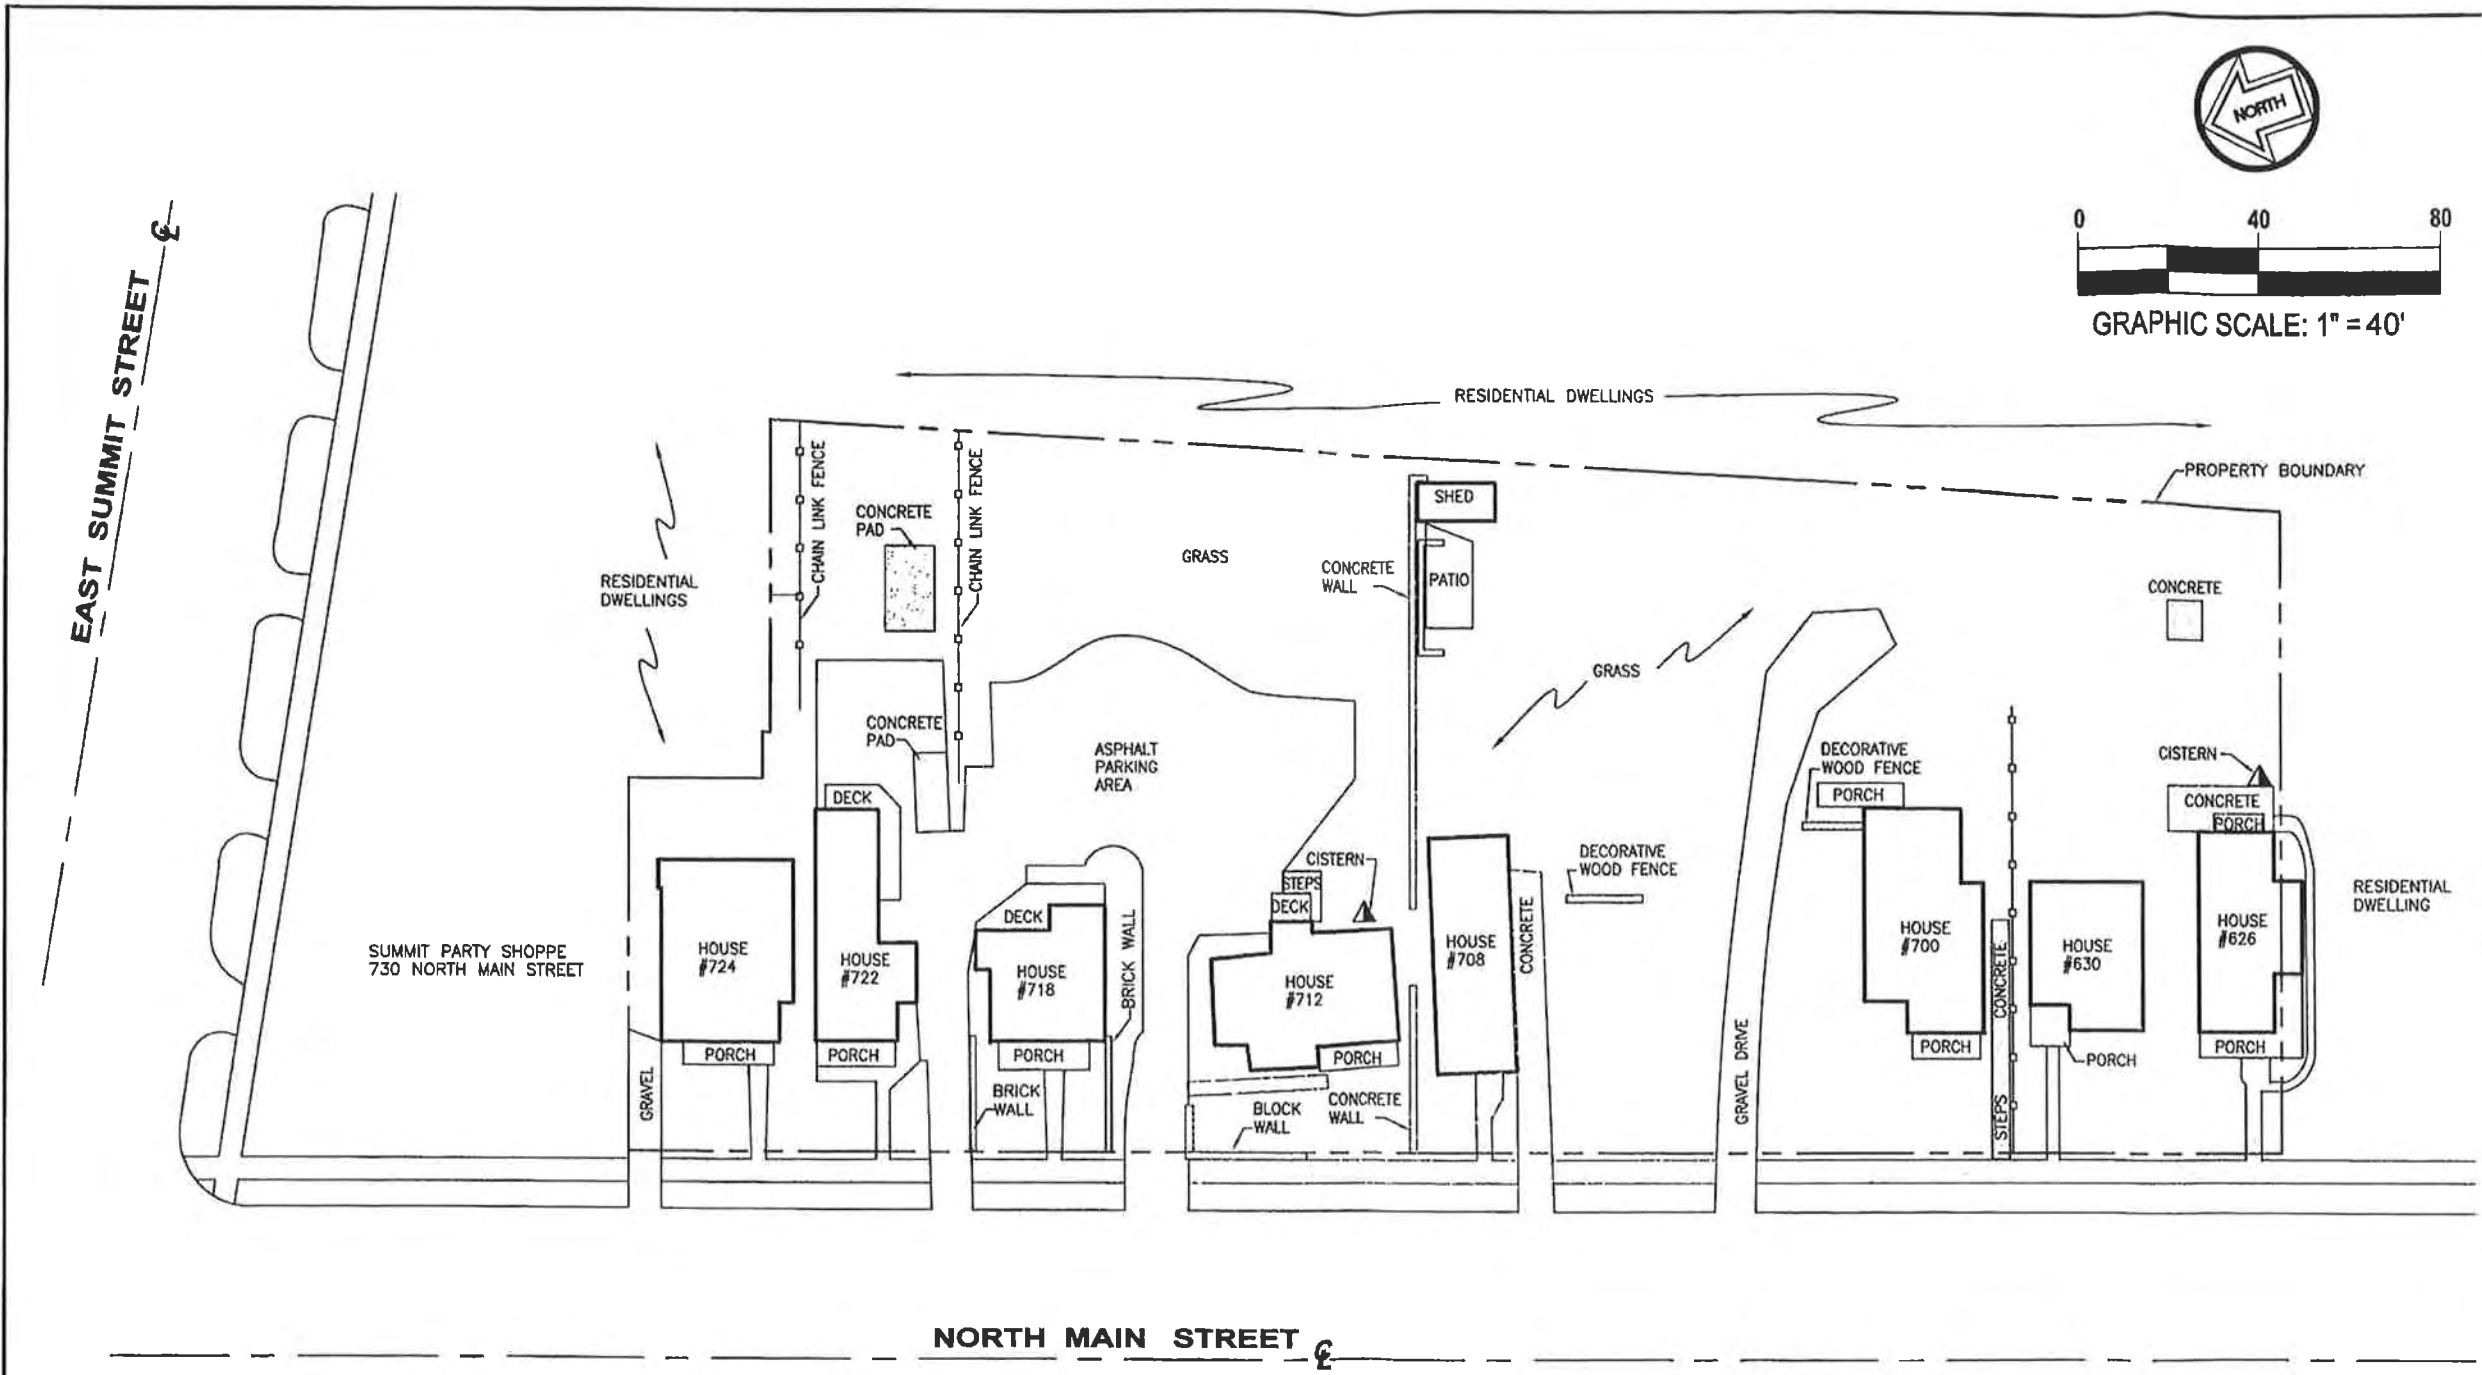 NORTH
0 40 80
GRAPHIC SCALE: 1" = 40'
EAST SUMMIT STREET ℄
RESIDENTIAL DWELLINGS
PROPERTY BOUNDARY
CHAIN LINK FENCE
CHAIN LINK FENCE
CONCRETE
PAD
SHED
GRASS
CONCRETE
WALL
PATIO
RESIDENTIAL
DWELLINGS
CONCRETE
GRASS
CONCRETE
PAD
ASPHALT
PARKING
AREA
DECORATIVE
WOOD FENCE
PORCH
CISTERN
CONCRETE
PORCH
DECK
DECORATIVE
WOOD FENCE
CISTERN
STEPS
DECK
DECK
BRICK WALL
CONCRETE
RESIDENTIAL
DWELLING
SUMMIT PARTY SHOPPE
730 NORTH MAIN STREET
HOUSE
#724
HOUSE
#722
HOUSE
#718
HOUSE
#712
HOUSE
#708
HOUSE
#700
HOUSE
#630
HOUSE
#626
STEPS CONCRETE
PORCH
PORCH
PORCH
PORCH
PORCH
PORCH
PORCH
GRAVEL
BRICK
WALL
BLOCK
WALL
CONCRETE
WALL
GRAVEL DRIVE
NORTH MAIN STREET ℄